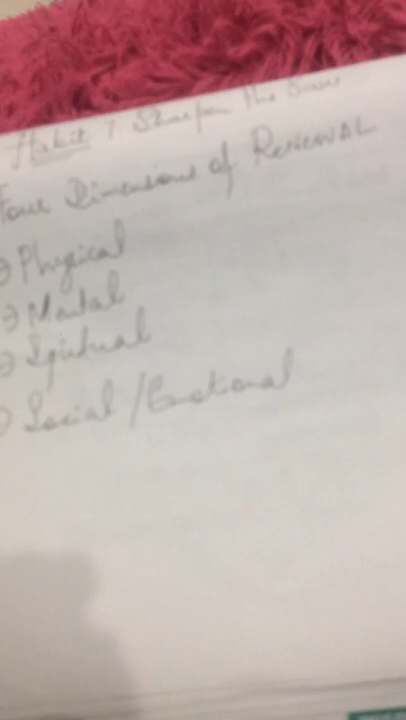 Habit 7. Sharpen The Saw
Four Dimensions of RENEWAL
Physical
Mental
Spiritual
Social / Emotional